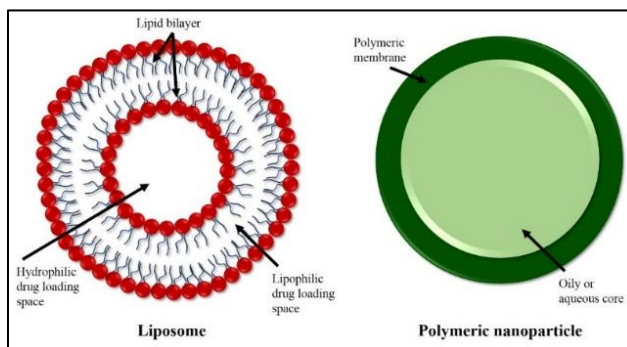 Lipid bilayer
Polymeric
membrane
Hydrophilic
drug loading
space
Lipophilic
drug loading
space
Oily or
aqueous core
Liposome
Polymeric nanoparticle